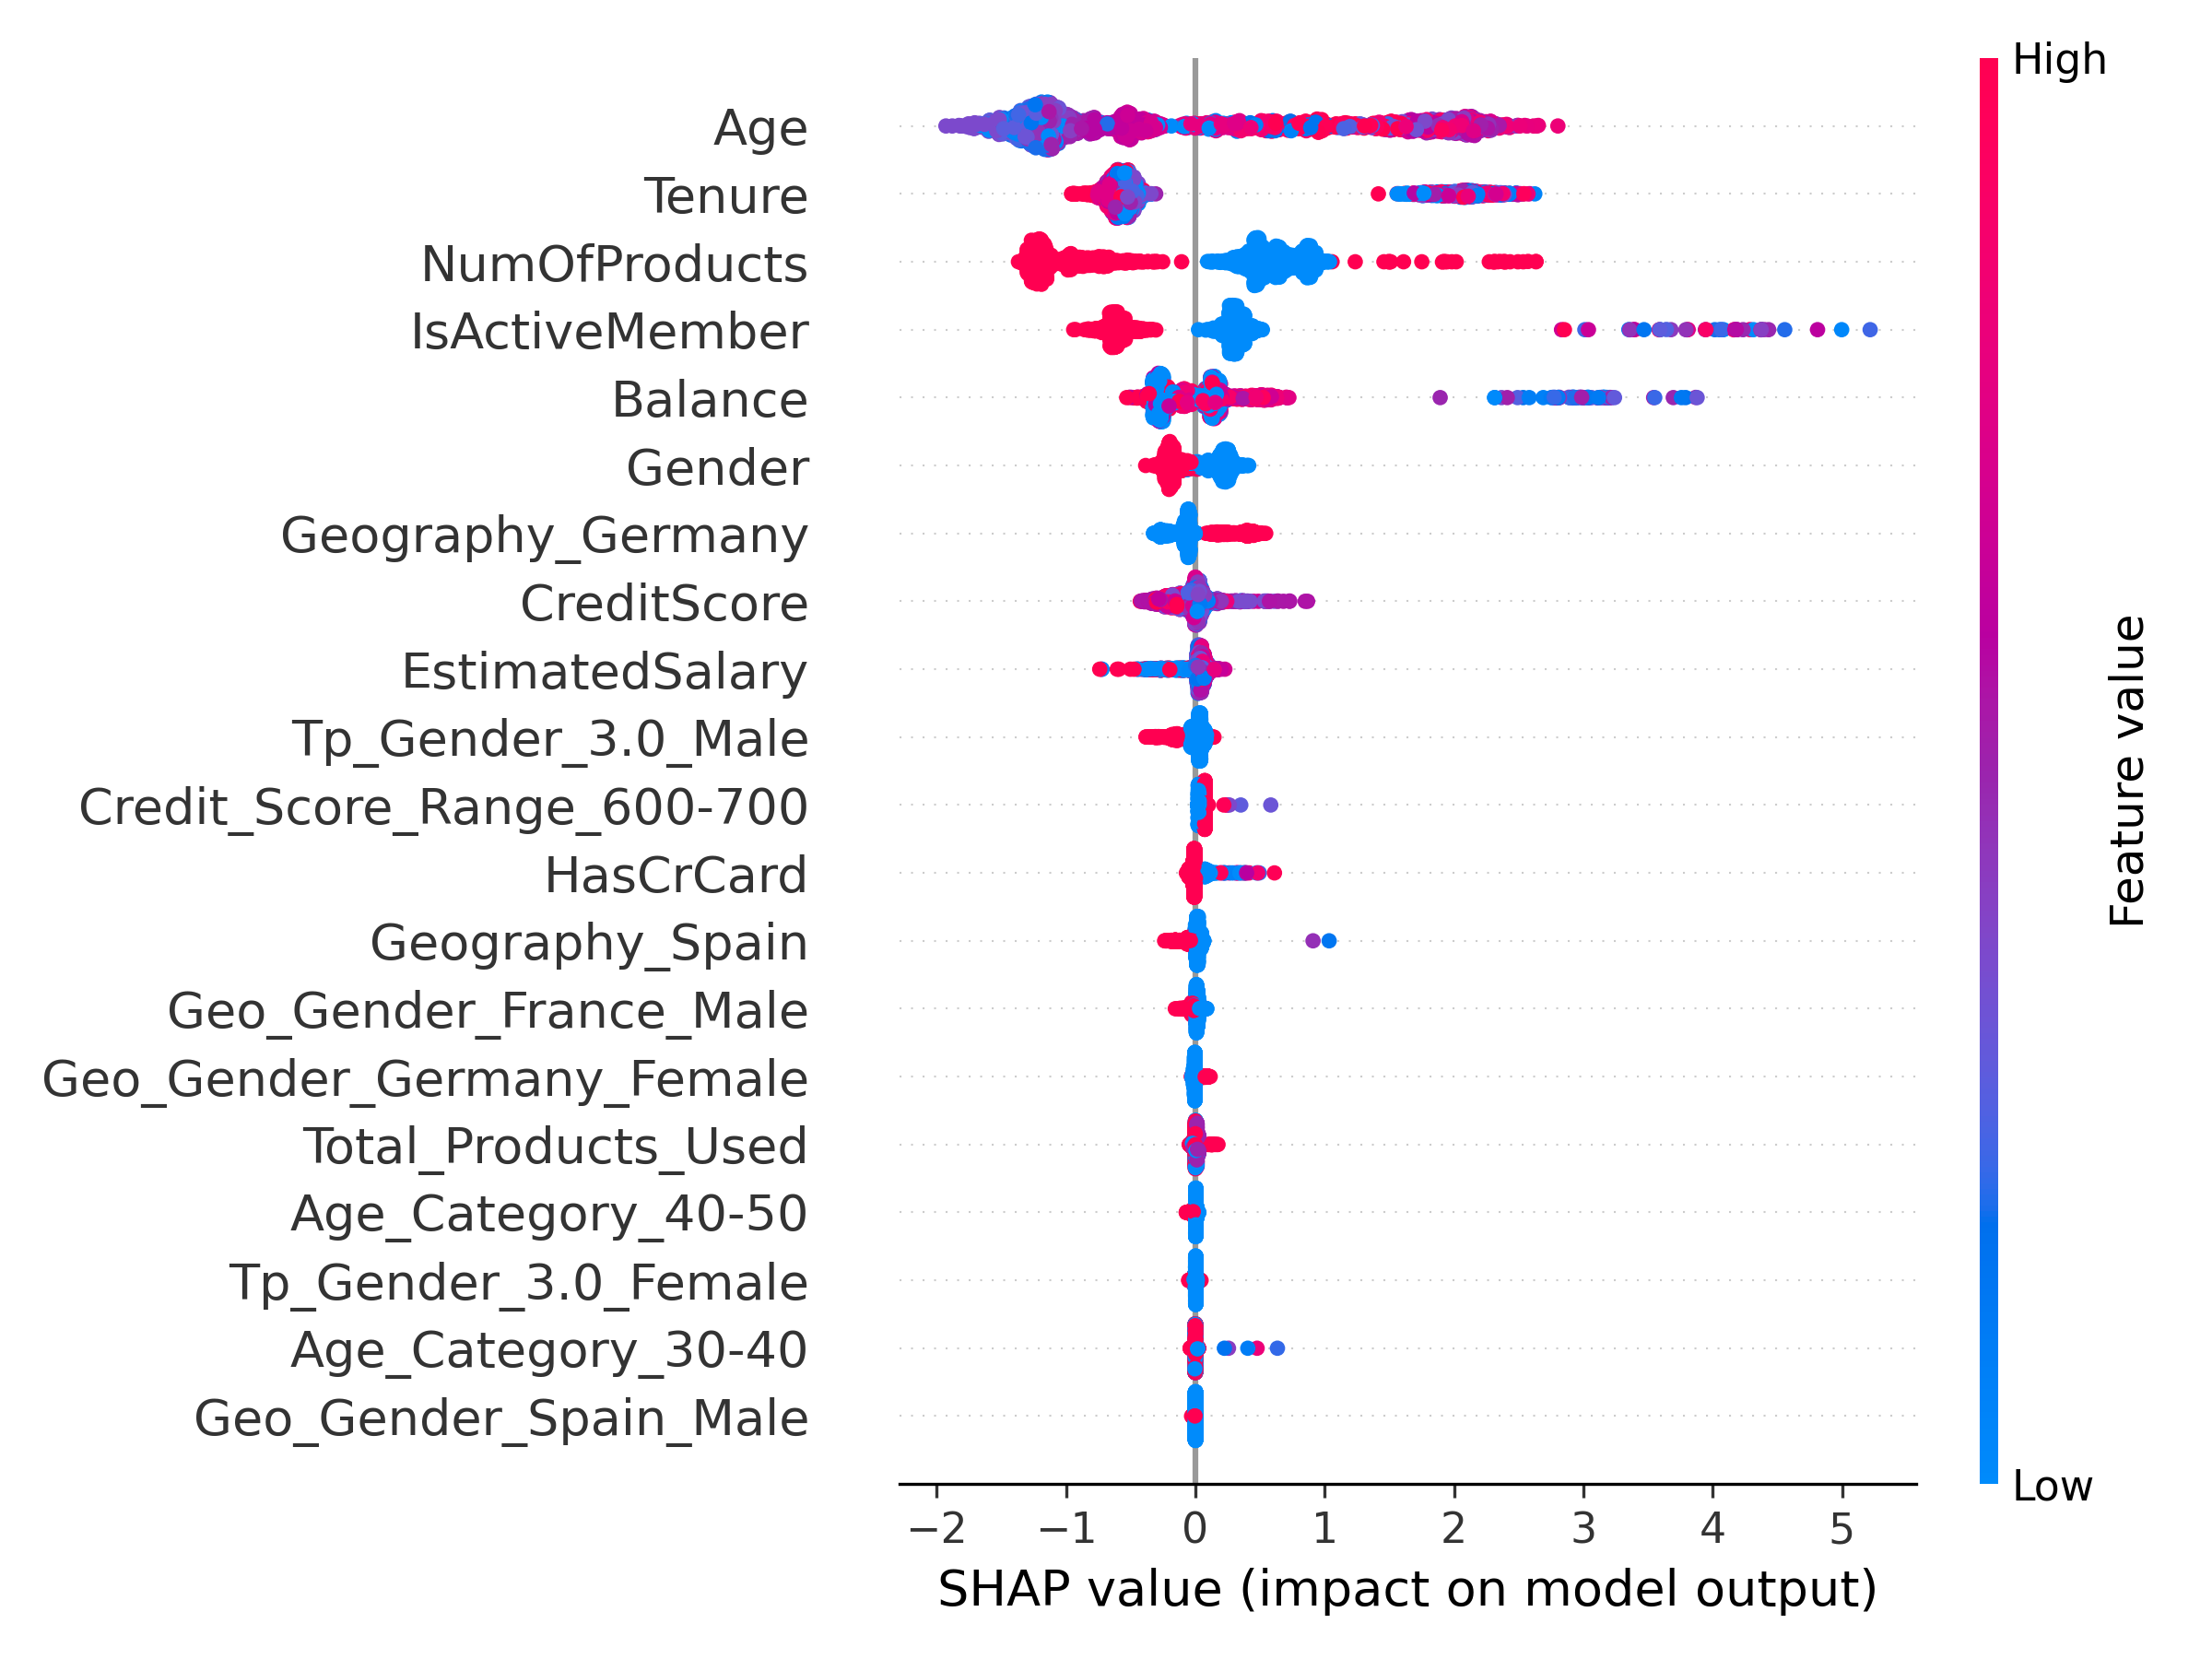 High
Age
Tenure
NumOfProducts
IsActiveMember
Balance
Gender
Geography_Germany
CreditScore
EstimatedSalary
Tp_Gender_3.0_Male
Credit_Score_Range_600-700
HasCrCard
Geography_Spain
Geo_Gender_France_Male
Geo_Gender_Germany_Female
Total_Products_Used
Age_Category_40-50
Tp_Gender_3.0_Female
Age_Category_30-40
Geo_Gender_Spain_Male
Feature value
Low
−2 −1 0 1 2 3 4 5
SHAP value (impact on model output)